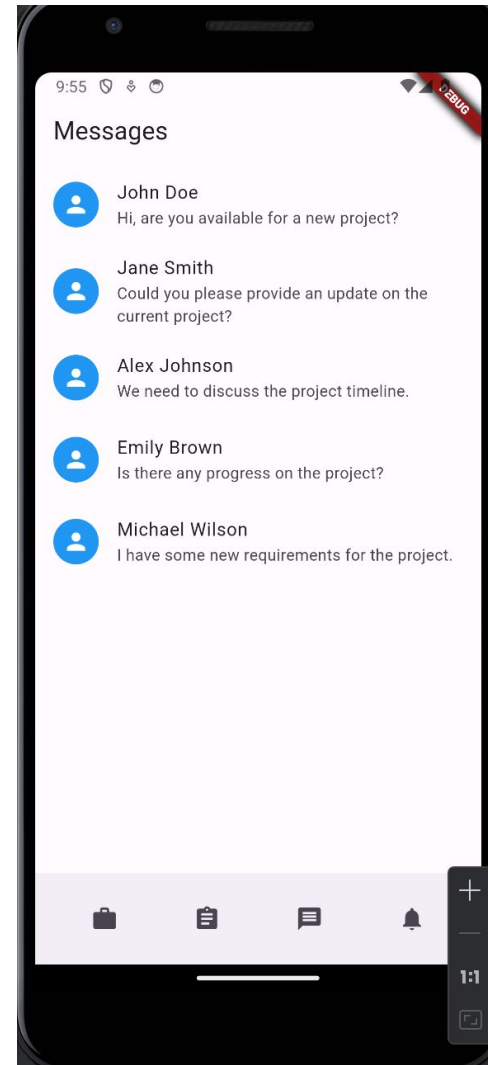 9:55
DEBUG
Messages
John Doe
Hi, are you available for a new project?
Jane Smith
Could you please provide an update on the
current project?
Alex Johnson
We need to discuss the project timeline.
Emily Brown
Is there any progress on the project?
Michael Wilson
I have some new requirements for the project.
1:1